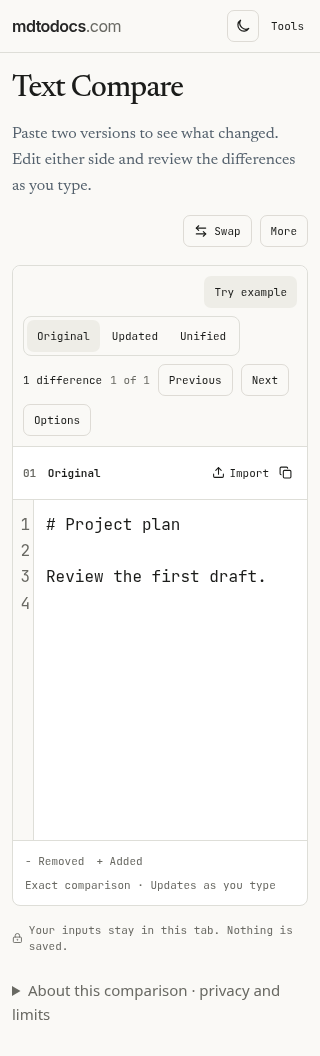 mdtodocs.com
Tools
Text Compare
Paste two versions to see what changed.
Edit either side and review the differences
as you type.
Swap
More
Try example
Original Updated Unified
1 difference 1 of 1 Previous Next
Options
01 Original Import
1 # Project plan
2
3 Review the first draft.
4
- Removed + Added
Exact comparison · Updates as you type
Your inputs stay in this tab. Nothing is
saved.
About this comparison · privacy and
limits